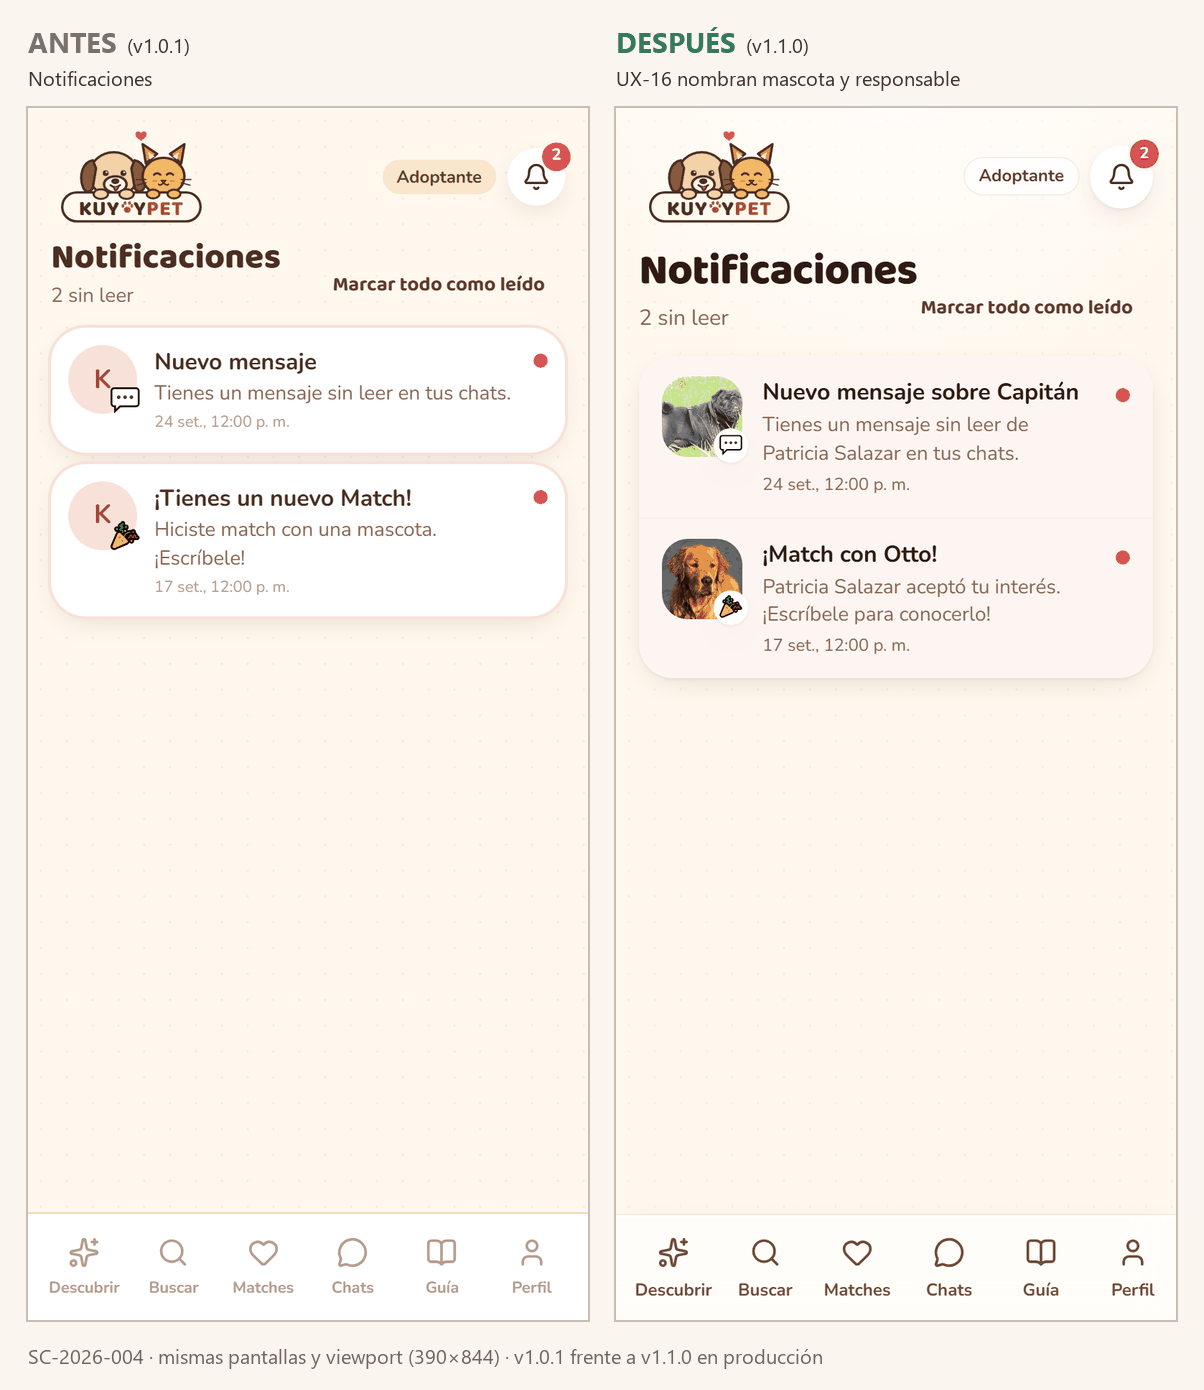 ANTES (v1.0.1)
Notificaciones
KUYAYPET
Adoptante
2
Notificaciones
2 sin leer
Marcar todo como leído
K
Nuevo mensaje
Tienes un mensaje sin leer en tus chats.
24 set., 12:00 p. m.
K
¡Tienes un nuevo Match!
Hiciste match con una mascota.
¡Escríbele!
17 set., 12:00 p. m.
Descubrir
Buscar
Matches
Chats
Guía
Perfil
DESPUÉS (v1.1.0)
UX-16 nombran mascota y responsable
KUYAYPET
Adoptante
2
Notificaciones
2 sin leer
Marcar todo como leído
Nuevo mensaje sobre Capitán
Tienes un mensaje sin leer de
Patricia Salazar en tus chats.
24 set., 12:00 p. m.
¡Match con Otto!
Patricia Salazar aceptó tu interés.
¡Escríbele para conocerlo!
17 set., 12:00 p. m.
Descubrir
Buscar
Matches
Chats
Guía
Perfil
SC-2026-004 · mismas pantallas y viewport (390×844) · v1.0.1 frente a v1.1.0 en producción